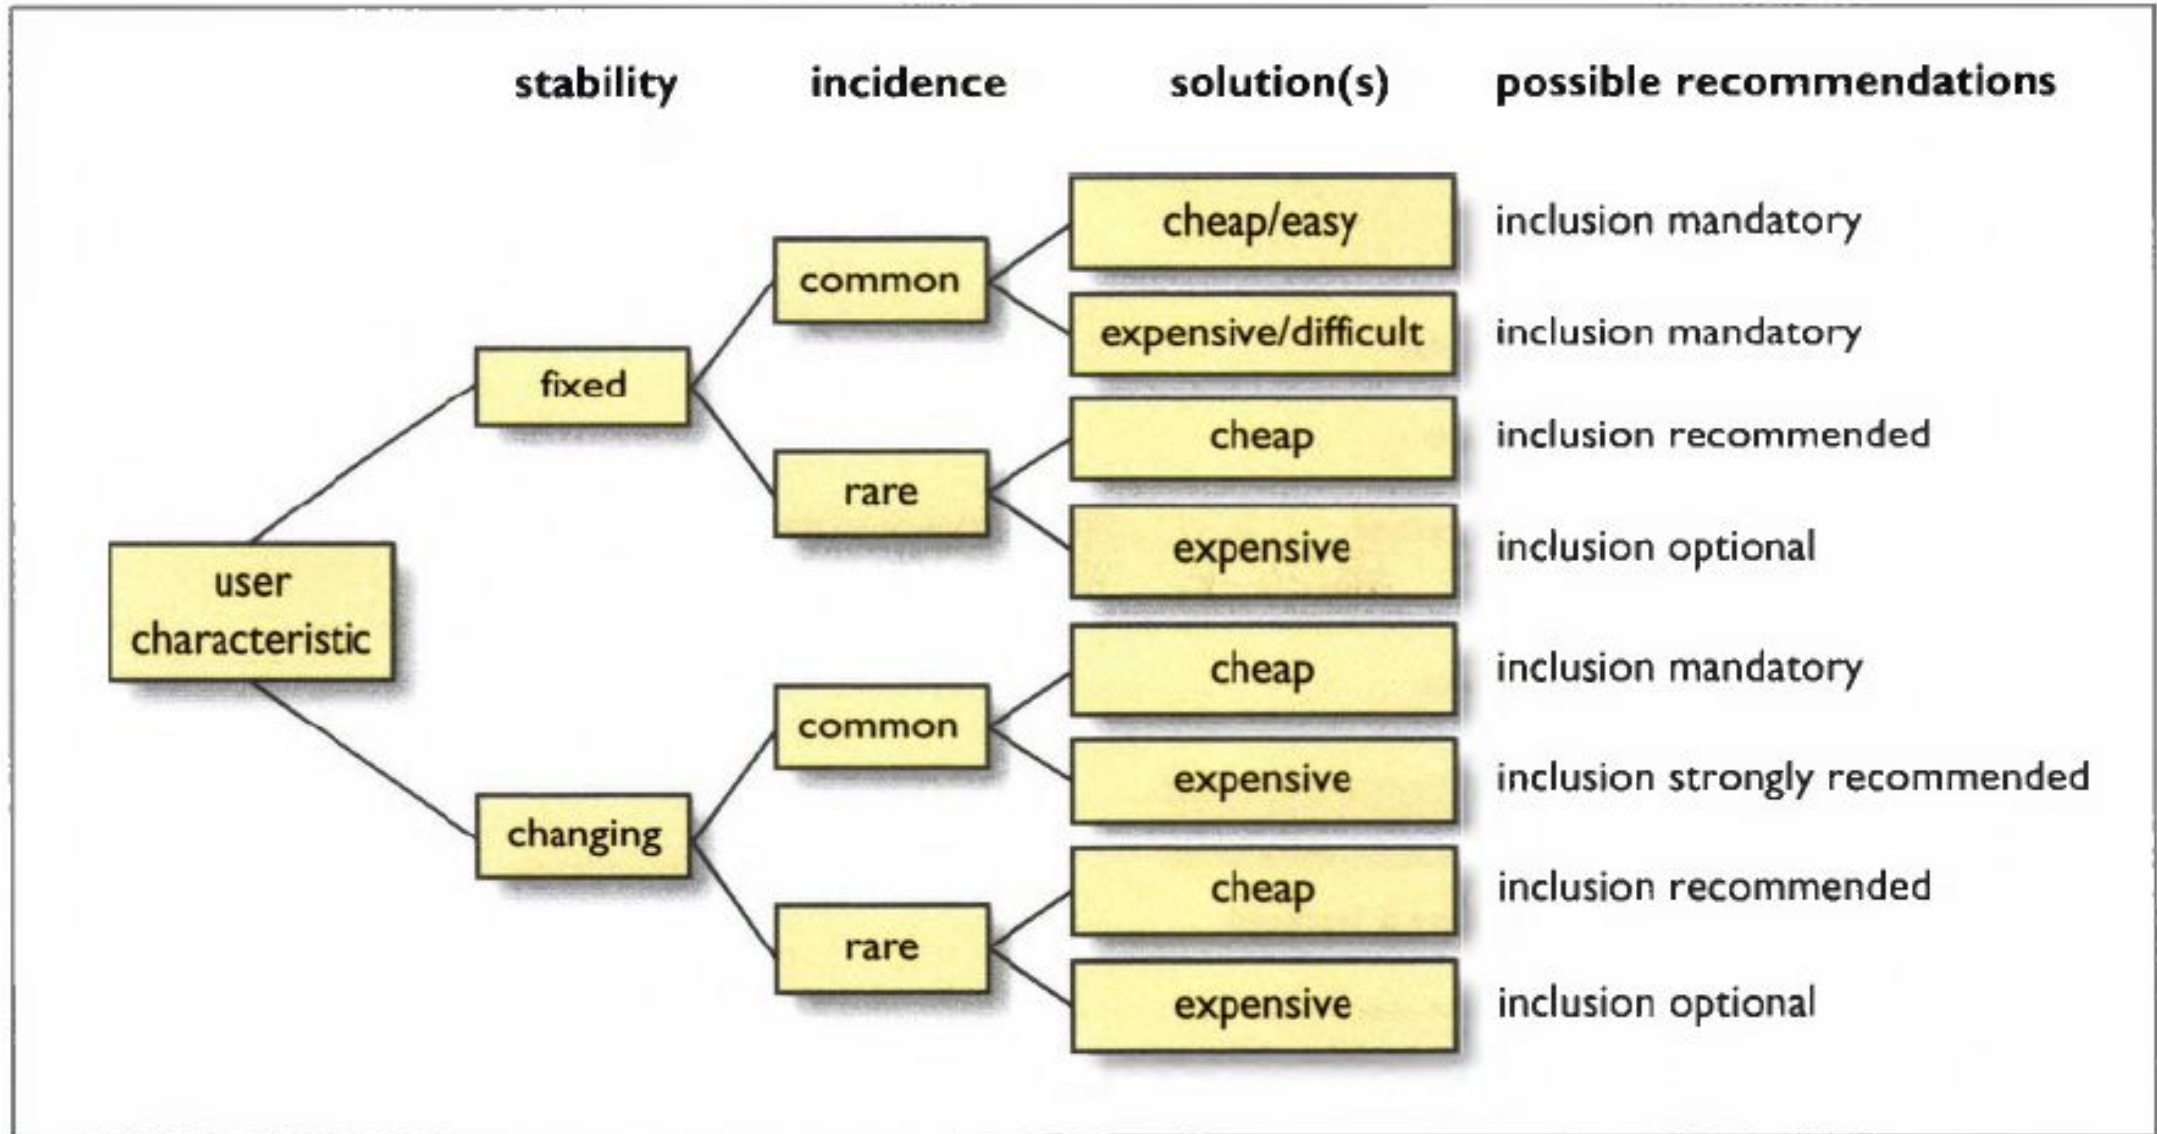 stability incidence solution(s) possible recommendations
cheap/easy inclusion mandatory
common
expensive/difficult inclusion mandatory
fixed
cheap inclusion recommended
rare
expensive inclusion optional
user
characteristic
cheap inclusion mandatory
common
expensive inclusion strongly recommended
changing
cheap inclusion recommended
rare
expensive inclusion optional